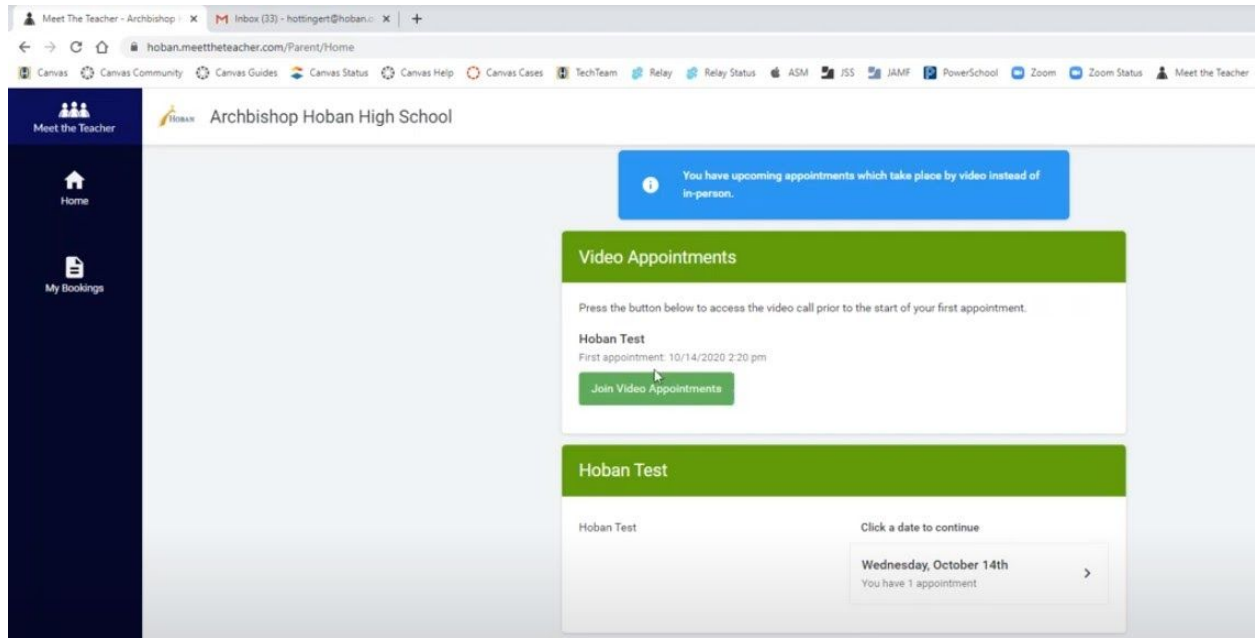 Meet The Teacher - Archbishop
Inbox (33) - hottingert@hoban.o
hoban.meettheteacher.com/Parent/Home
Canvas Canvas Community Canvas Guides Canvas Status Canvas Help Canvas Cases TechTeam Relay Relay Status ASM JSS JAMF PowerSchool Zoom Zoom Status Meet the Teacher
Meet the Teacher
HOBAN Archbishop Hoban High School
Home
My Bookings
You have upcoming appointments which take place by video instead of
in-person.
Video Appointments
Press the button below to access the video call prior to the start of your first appointment.
Hoban Test
First appointment: 10/14/2020 2:20 pm
Join Video Appointments
Hoban Test
Hoban Test
Click a date to continue
Wednesday, October 14th
You have 1 appointment